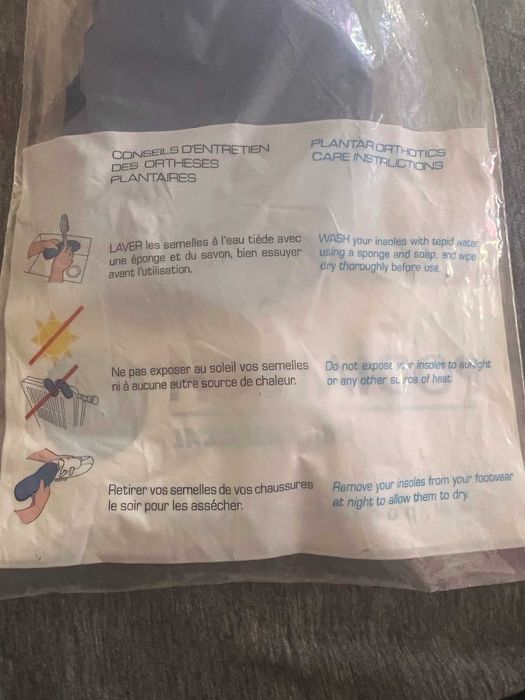 CONSEILS D'ENTRETIEN
DES ORTHESES
PLANTAIRES
PLANTAR ORTHOTICS
CARE INSTRUCTIONS
LAVER les semelles à l'eau tiède avec
une éponge et du savon, bien essuyer
avant l'utilisation.
WASH your insoles with tepid water
using a sponge and soap, and wipe
dry thoroughly before use.
Ne pas exposer au soleil vos semelles
ni à aucune autre source de chaleur.
Do not expose your insoles to sunlight
or any other source of heat.
Retirer vos semelles de vos chaussures
le soir pour les assécher.
Remove your insoles from your footwear
at night to allow them to dry.